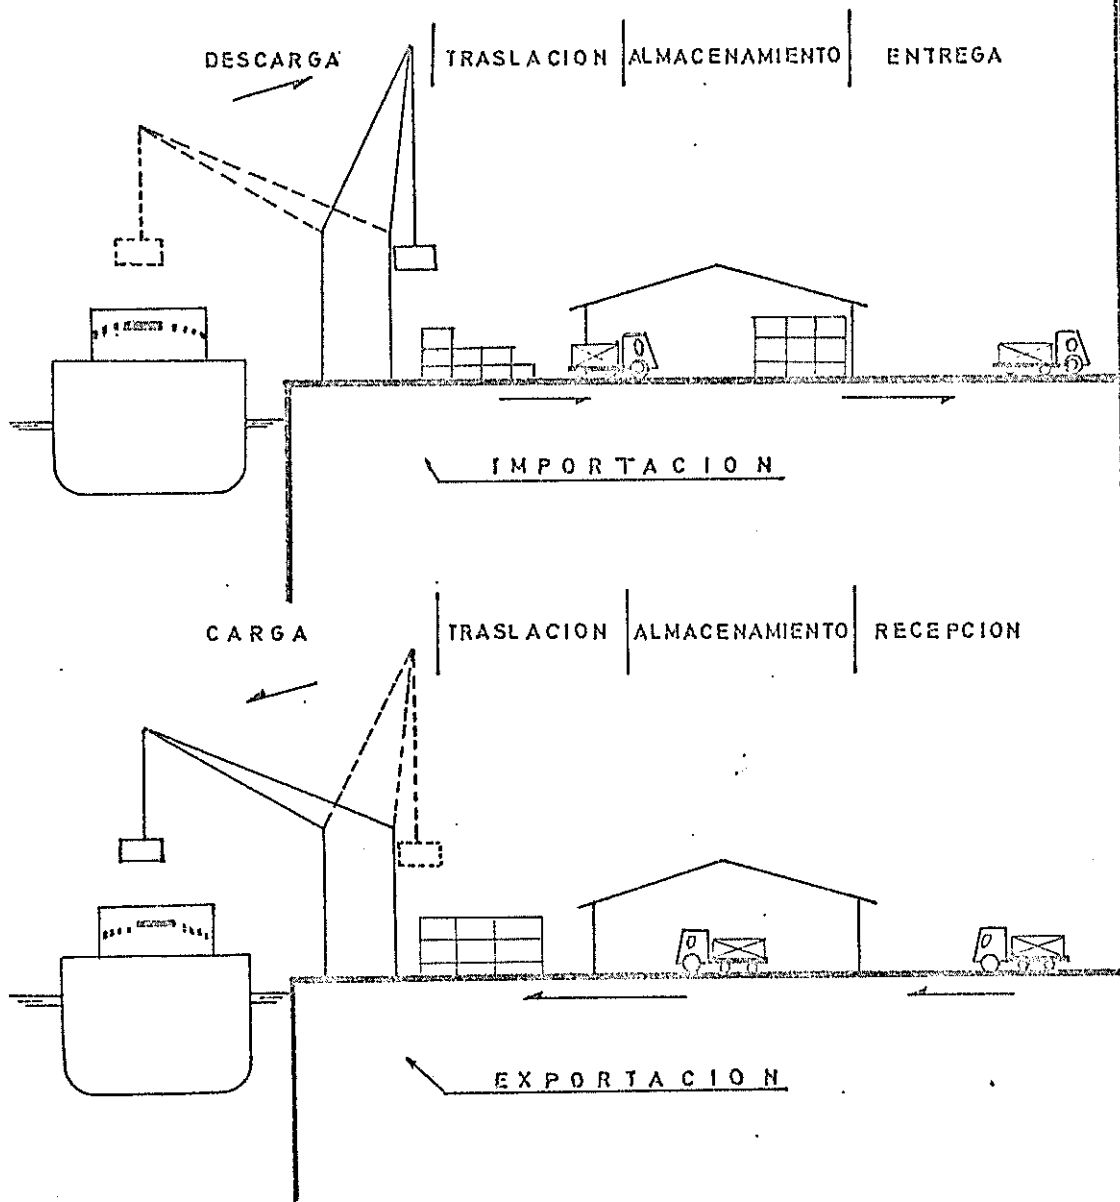 DESCARGA TRASLACION ALMACENAMIENTO ENTREGA
IMPORTACION
CARGA TRASLACION ALMACENAMIENTO RECEPCION
EXPORTACION